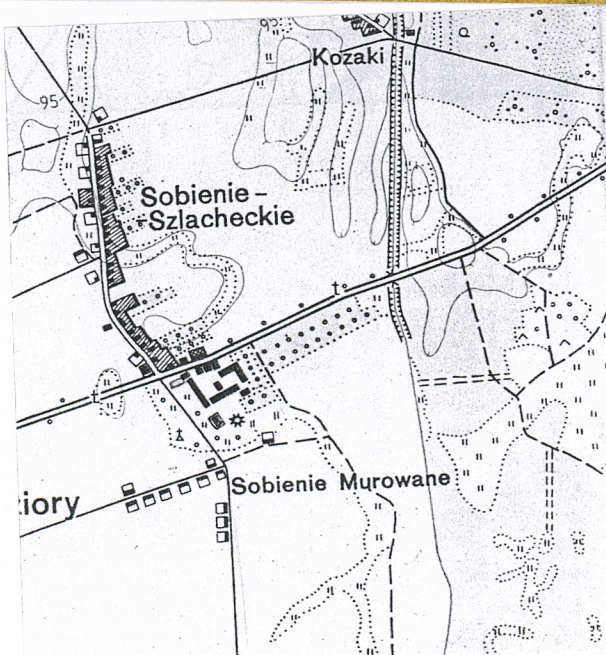 95
Kozaki
95
Sobienie-
-Szlacheckie
t
t
iory
Sobienie Murowane